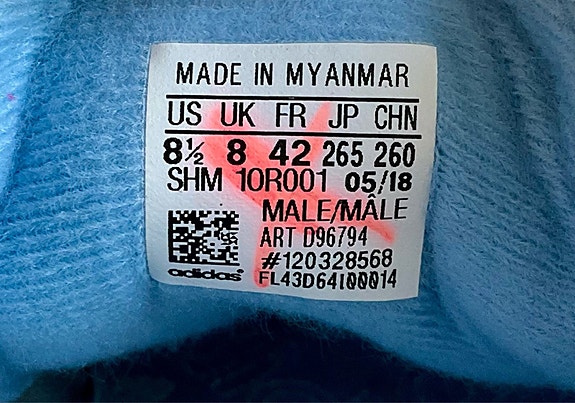 MADE IN MYANMAR
US UK FR JP CHN
8½ 8 42 265 260
SHM 10R001 05/18
MALE/MÂLE
ART D96794
#120328568
adidas® FL43D64I00014